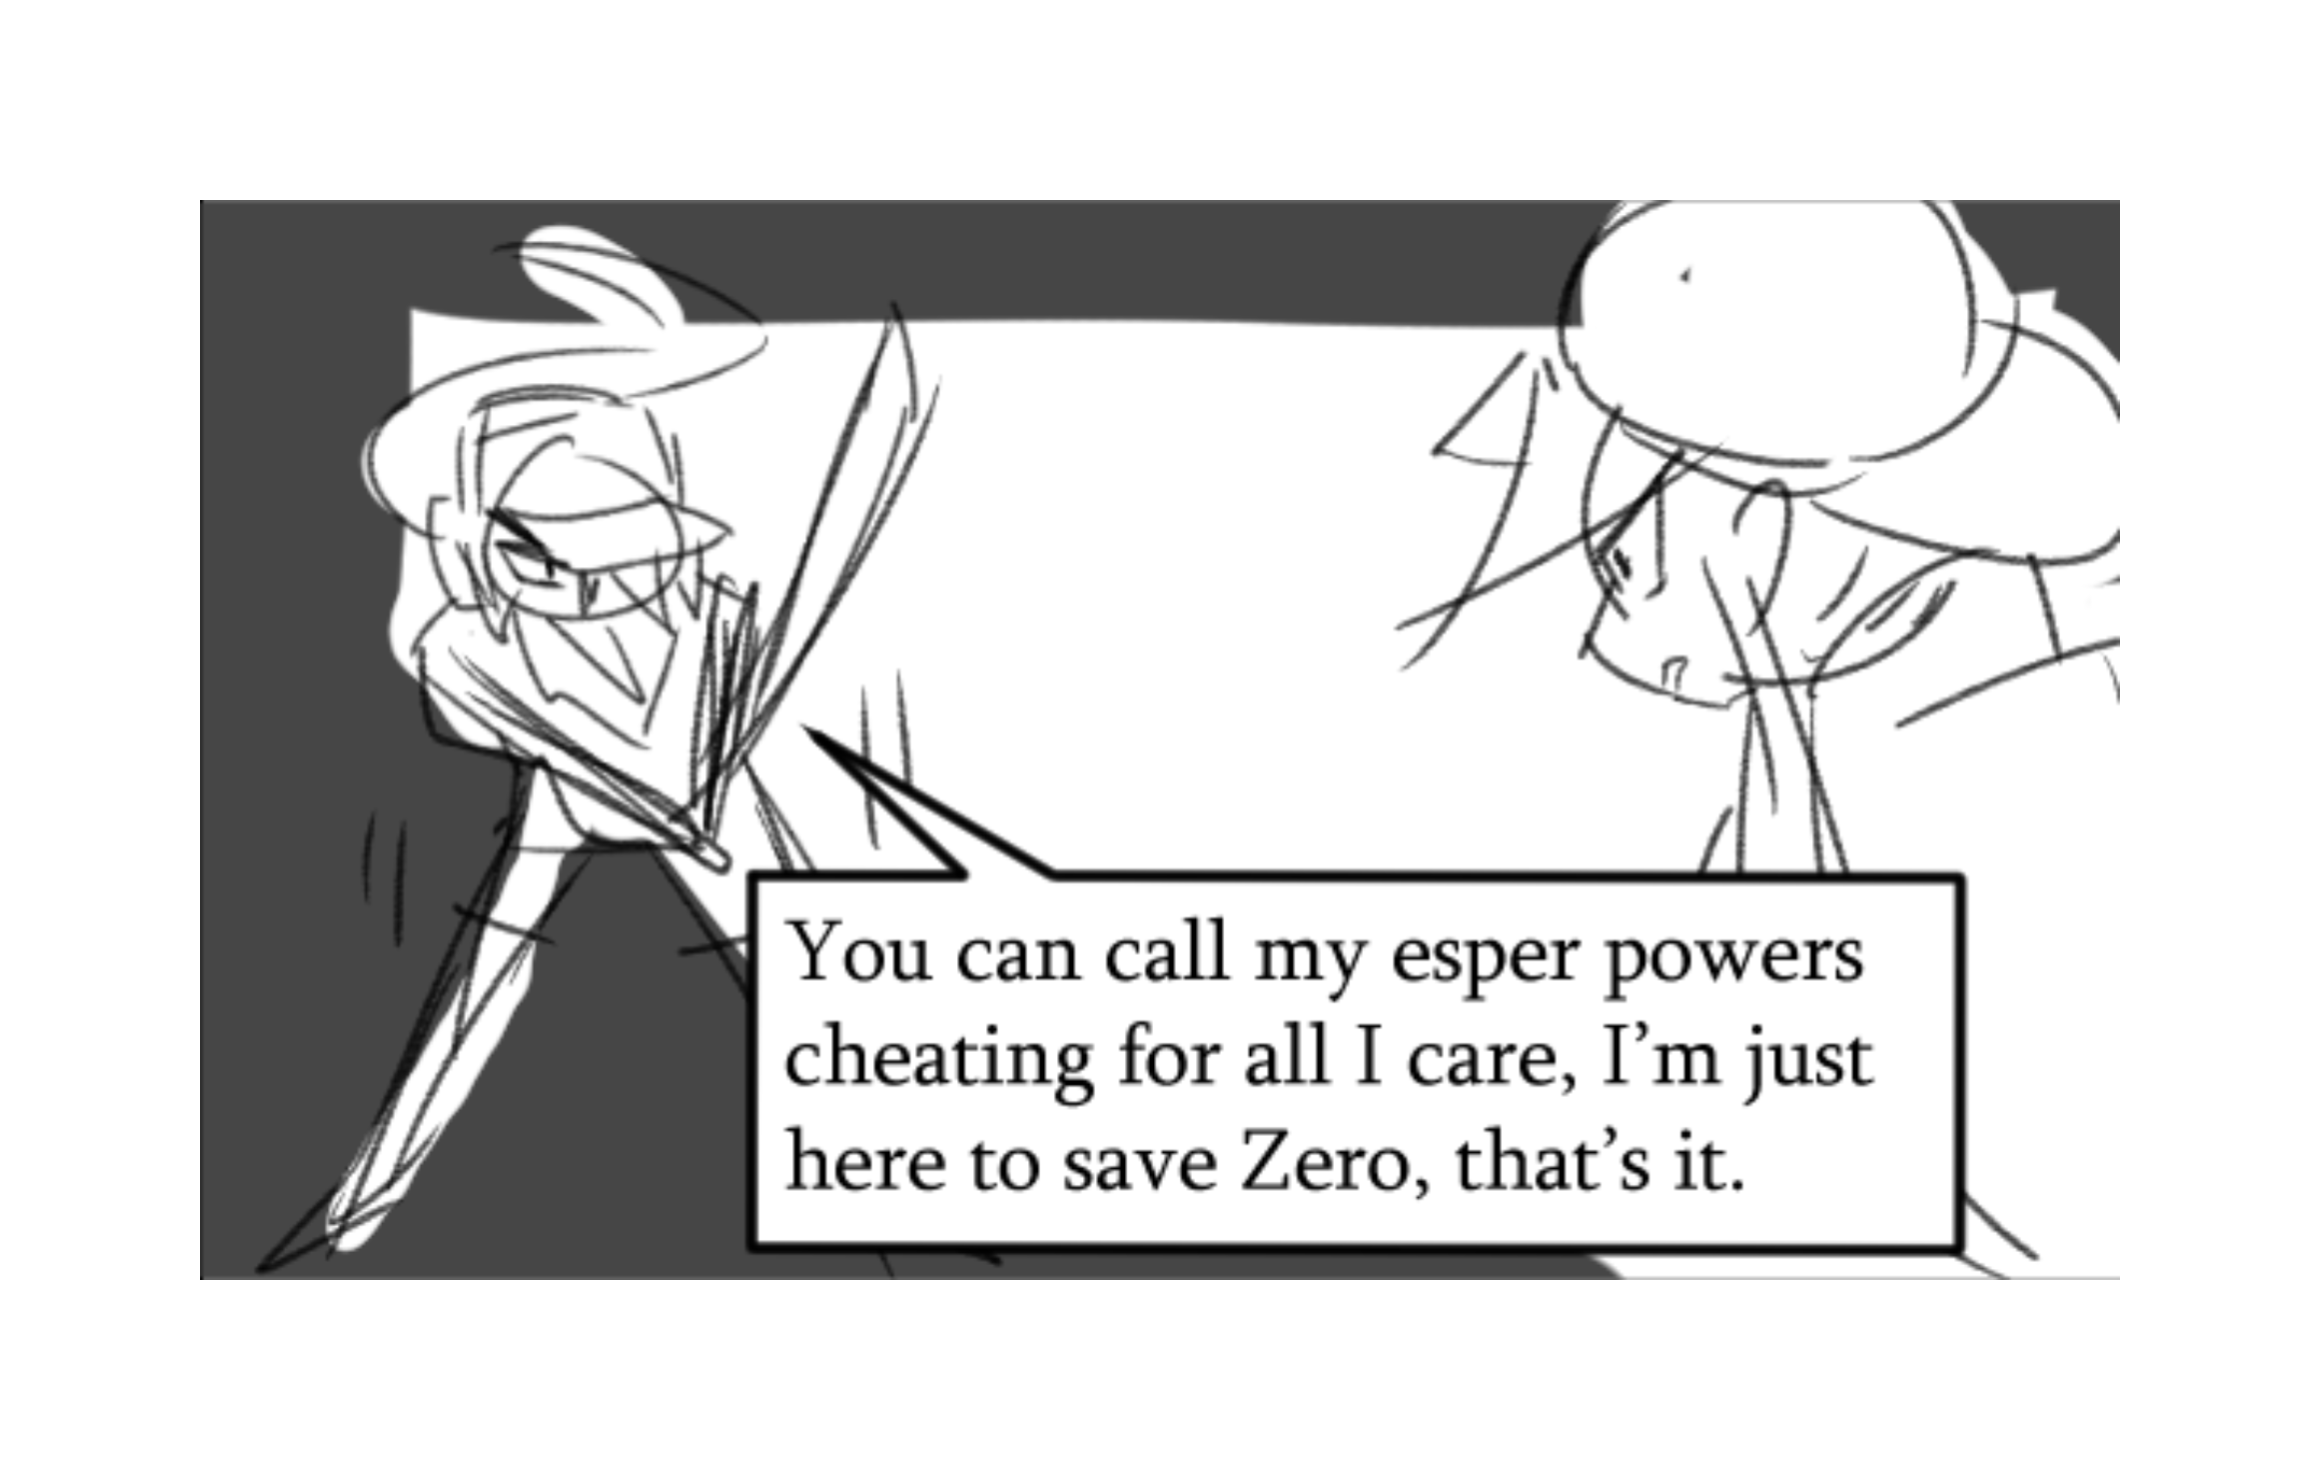 You can call my esper powers
cheating for all I care, I’m just
here to save Zero, that’s it.